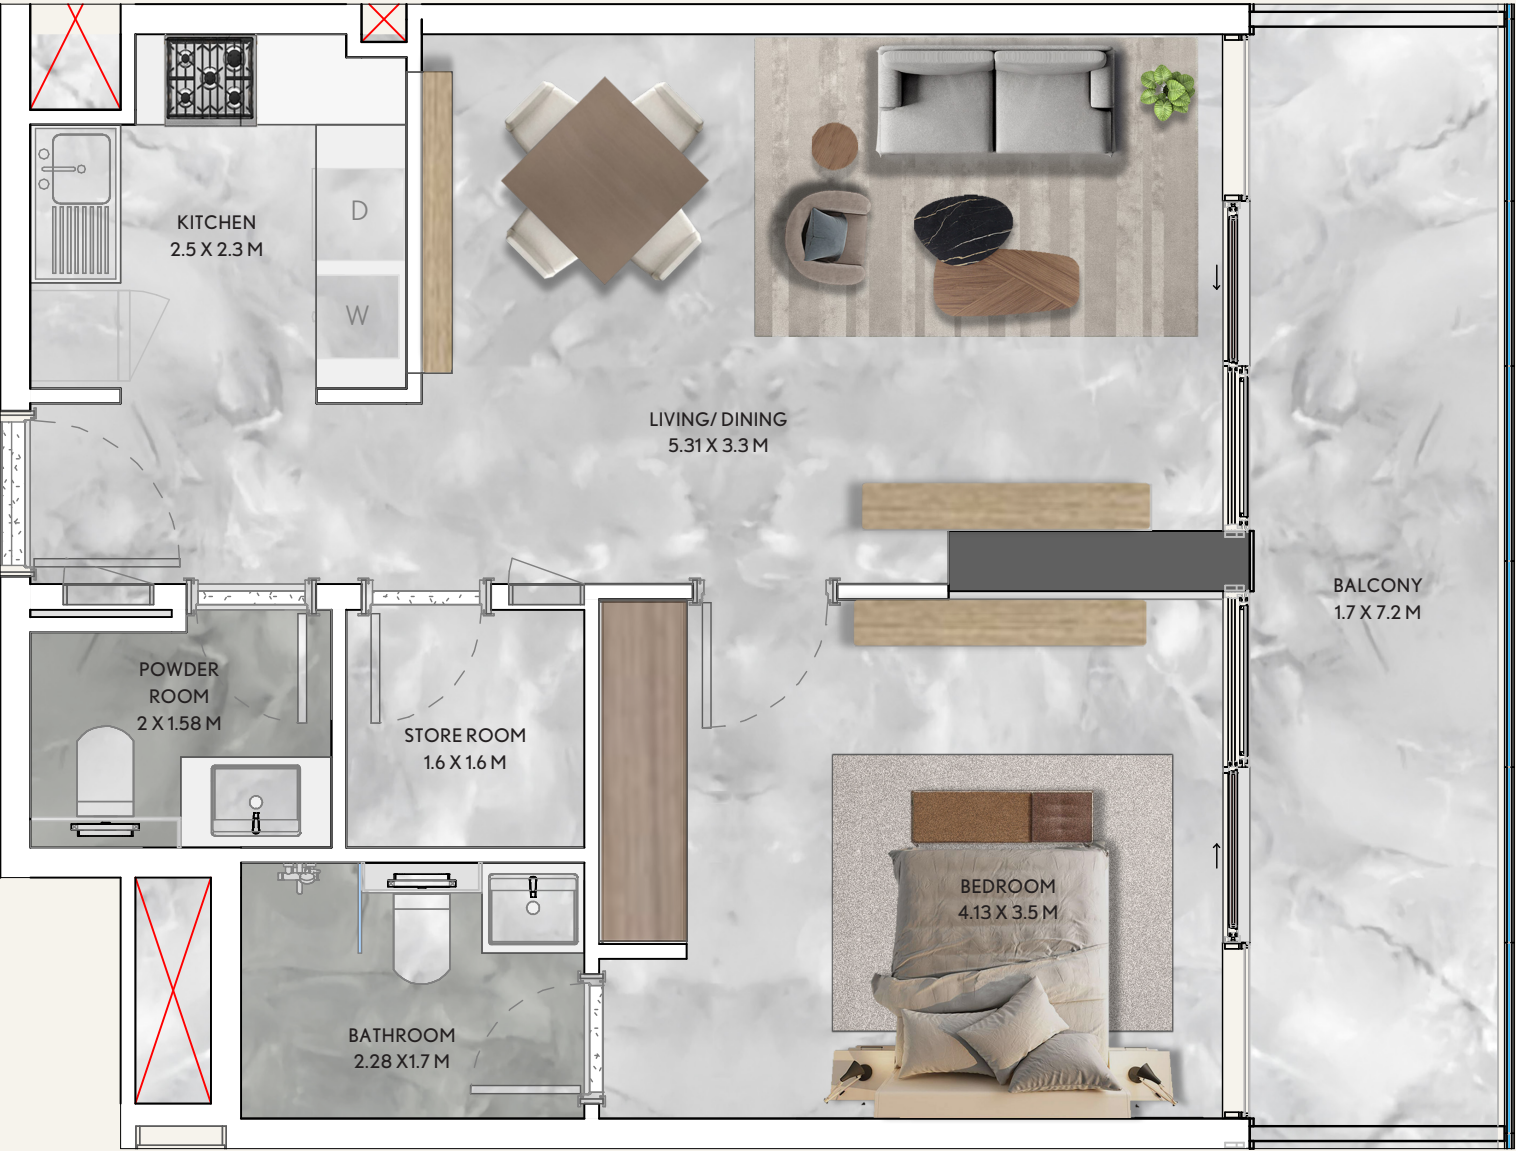 KITCHEN
2.5 X 2.3 M
D
W
LIVING/ DINING
5.31 X 3.3 M
BALCONY
1.7 X 7.2 M
POWDER
ROOM
2 X 1.58 M
STORE ROOM
1.6 X 1.6 M
BEDROOM
4.13 X 3.5 M
BATHROOM
2.28 X1.7 M